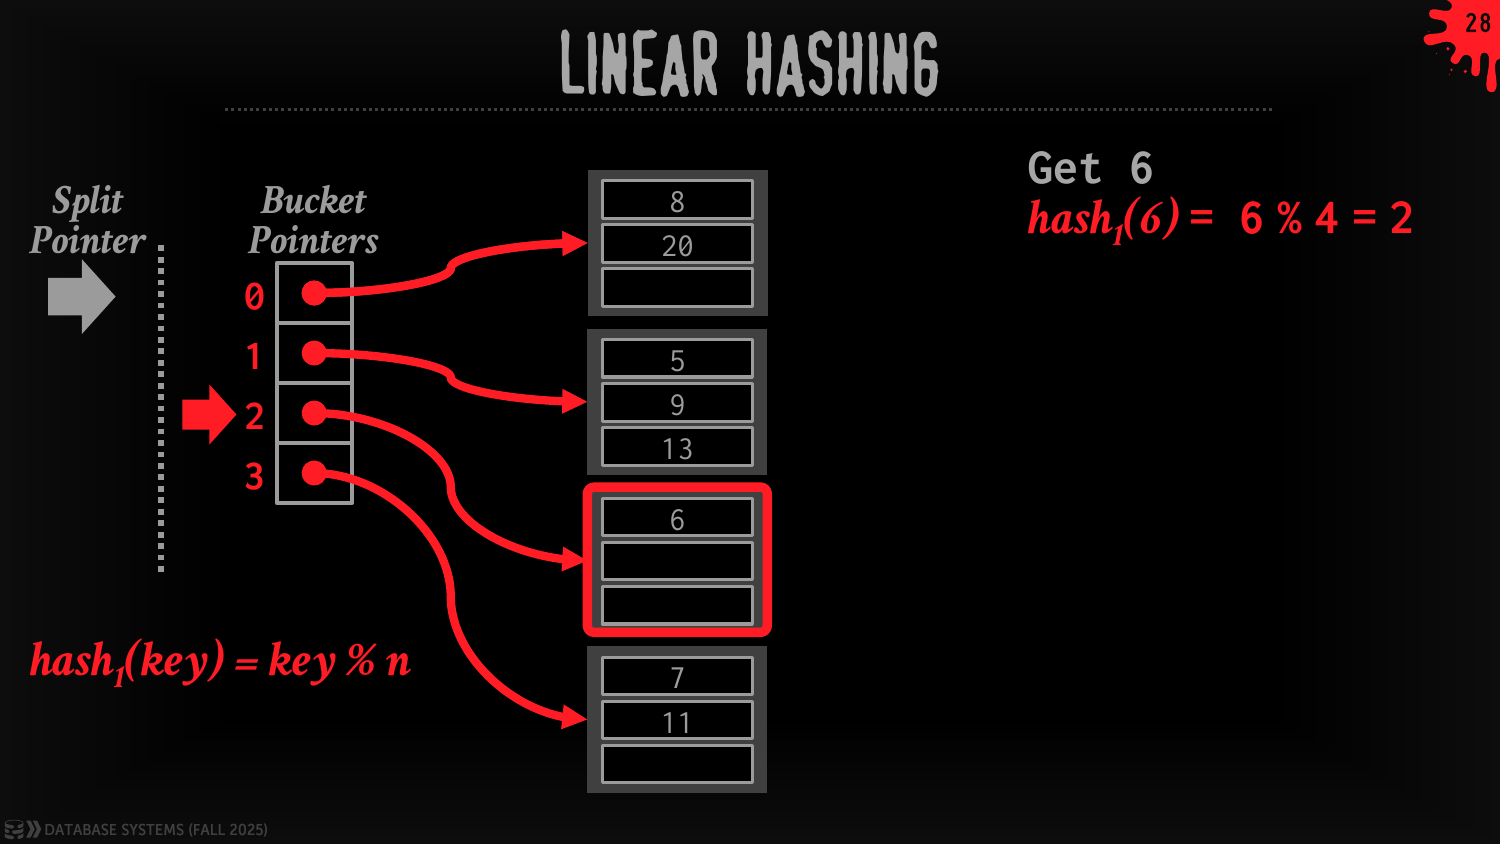 LINEAR HASHING
28
Get 6
hash1(6) = 6 % 4 = 2
Split
Pointer
Bucket
Pointers
0
1
2
3
8
20
5
9
13
6
7
11
hash1(key) = key % n
DATABASE SYSTEMS (FALL 2025)